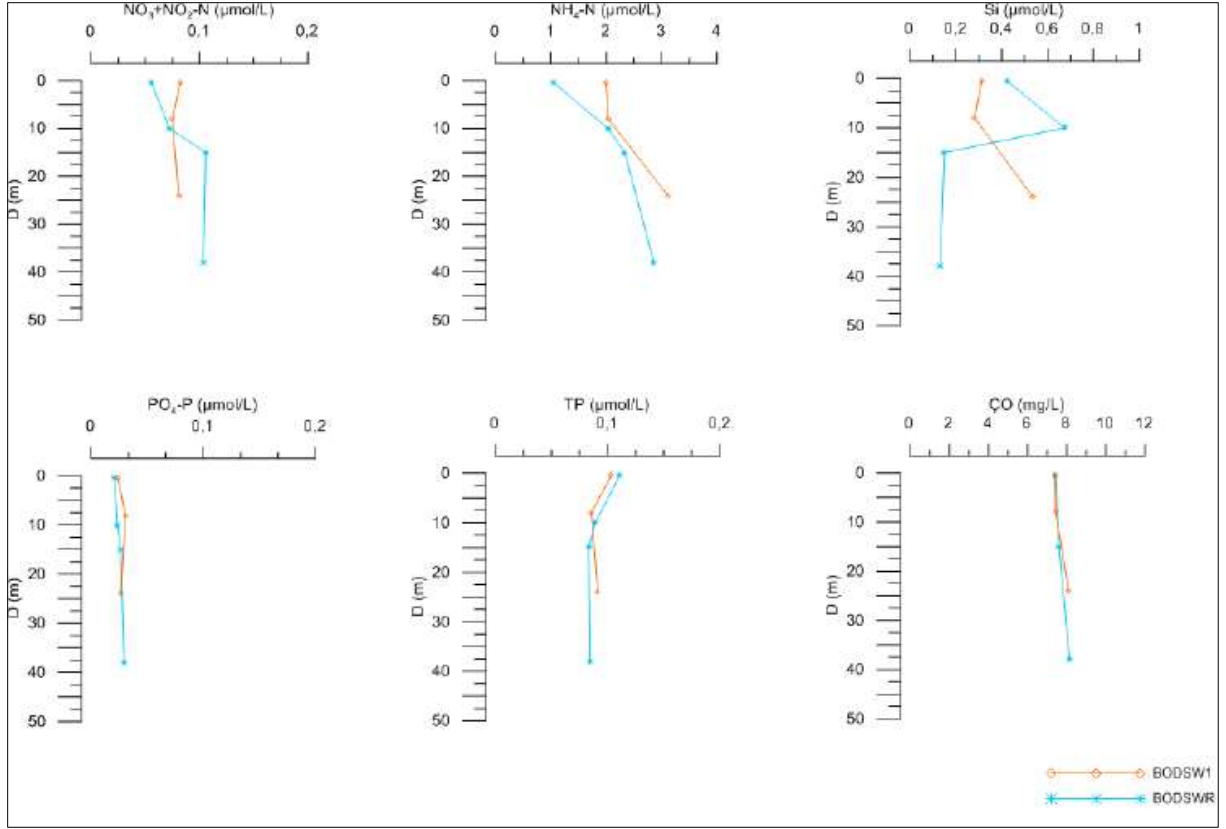 NO₃+NO₂-N (µmol/L)
0 0,1 0,2
0
10
20
30
40
50
D (m)
NH₄-N (µmol/L)
0 1 2 3 4
0
10
20
30
40
50
D (m)
Si (µmol/L)
0 0,2 0,4 0,6 0,8 1
0
10
20
30
40
50
D (m)
PO₄-P (µmol/L)
0 0,1 0,2
0
10
20
30
40
50
D (m)
TP (µmol/L)
0 0,1 0,2
0
10
20
30
40
50
D (m)
ÇO (mg/L)
0 2 4 6 8 10 12
0
10
20
30
40
50
D (m)
BODSW1
BODSWR